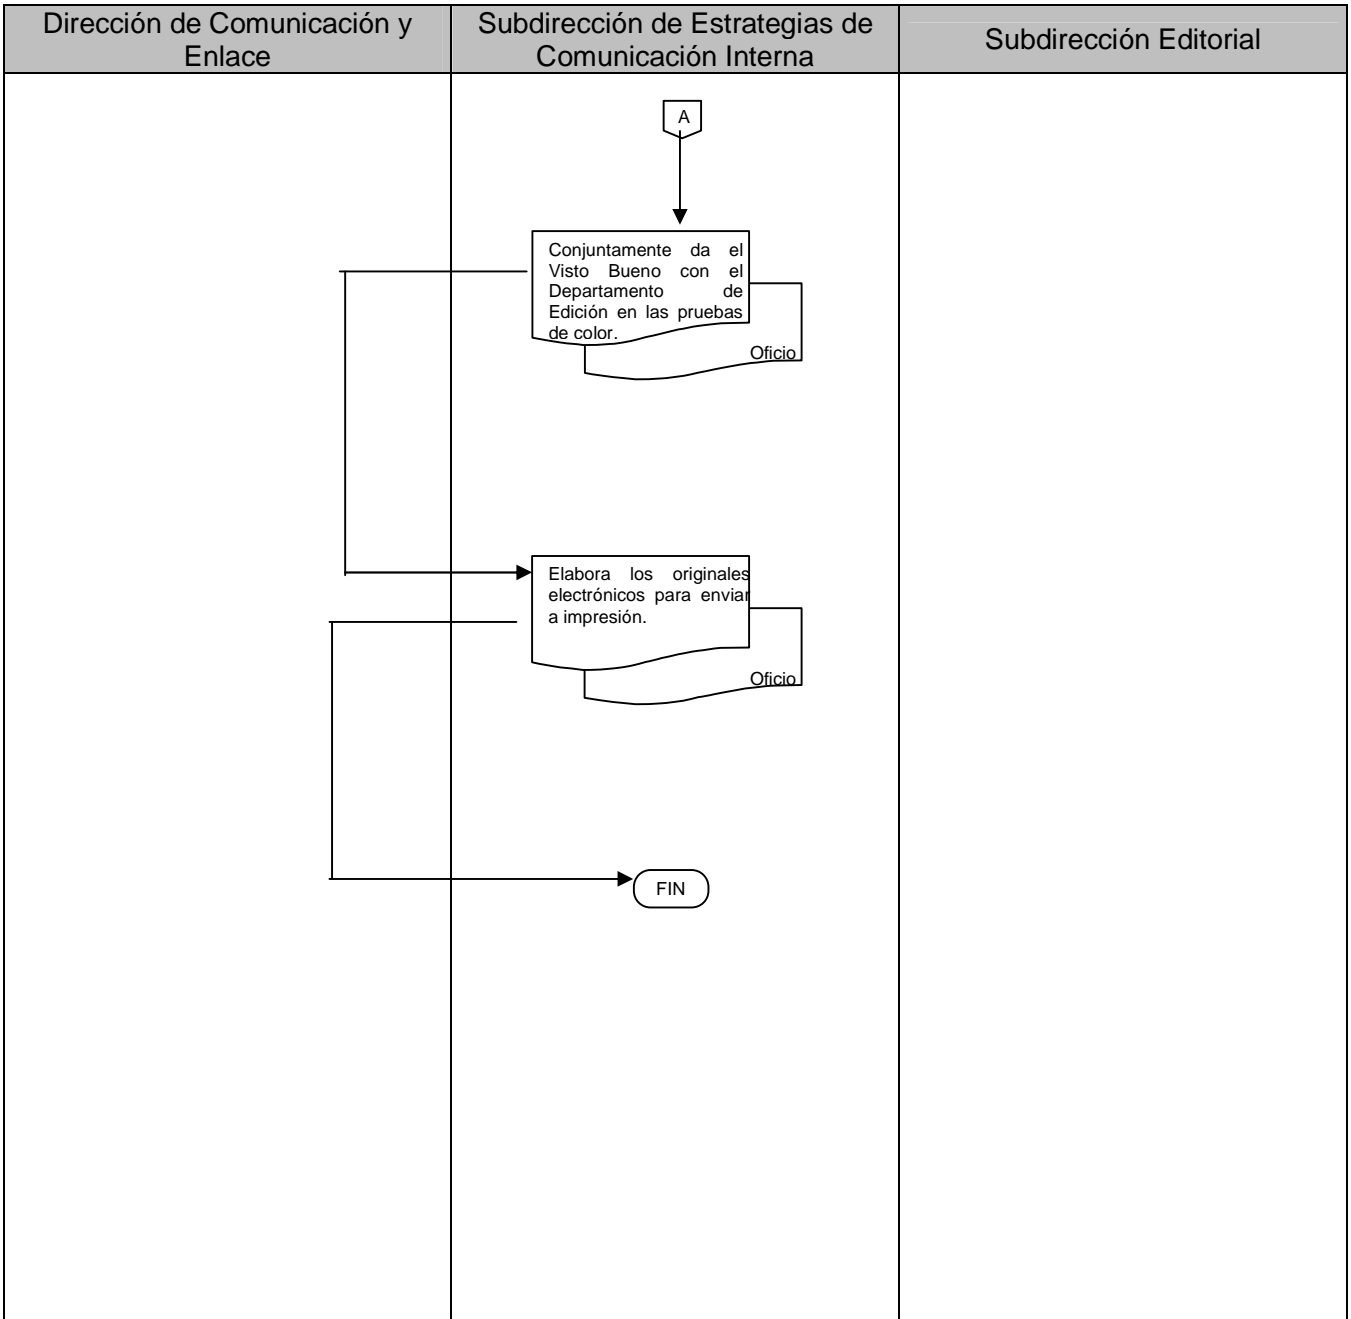 Dirección de Comunicación y
Enlace
Subdirección de Estrategias de
Comunicación Interna
Subdirección Editorial
A
Conjuntamente da el
Visto Bueno con el
Departamento de
Edición en las pruebas
de color.
Oficio
Elabora los originales
electrónicos para enviar
a impresión.
Oficio
FIN